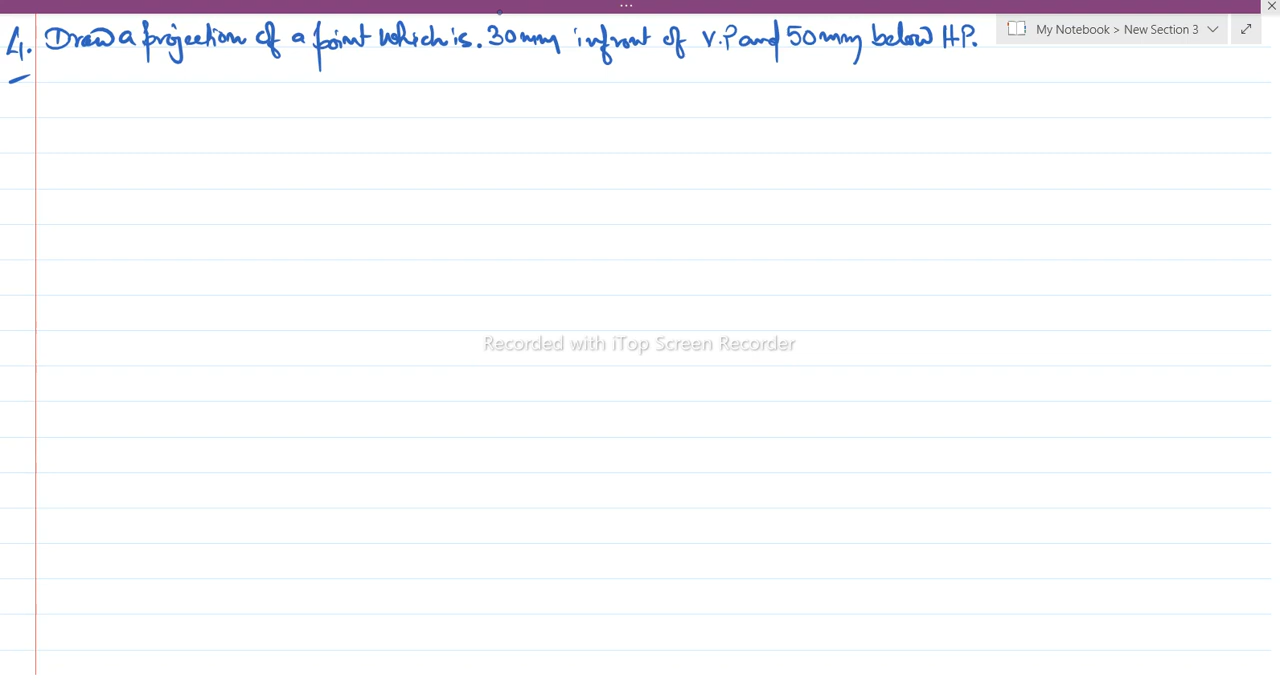 ...
4. Draw a projection of a point which is. 30mm infront of V.P and 50mm below HP.
My Notebook > New Section 3
Recorded with iTop Screen Recorder